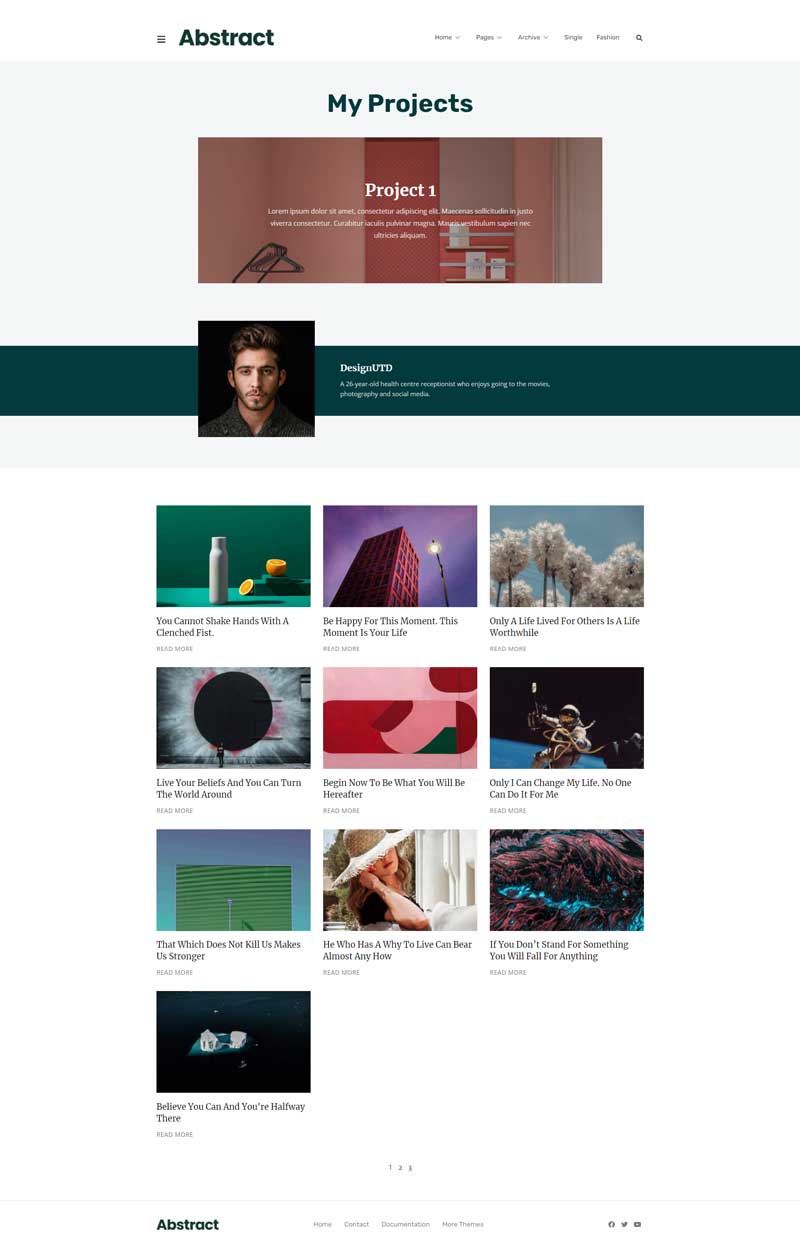 Abstract
Home Pages Archive Single Fashion
My Projects
Project 1
Lorem ipsum dolor sit amet, consectetur adipiscing elit. Maecenas sollicitudin in justo
viverra consectetur. Curabitur iaculis pulvinar magna. Mauris vestibulum sapien nec
ultricies aliquam.
DesignUTD
A 26-year-old health centre receptionist who enjoys going to the movies,
photography and social media.
You Cannot Shake Hands With A
Clenched Fist.
READ MORE
Be Happy For This Moment. This
Moment Is Your Life
READ MORE
Only A Life Lived For Others Is A Life
Worthwhile
READ MORE
Live Your Beliefs And You Can Turn
The World Around
READ MORE
Begin Now To Be What You Will Be
Hereafter
READ MORE
Only I Can Change My Life. No One
Can Do It For Me
READ MORE
That Which Does Not Kill Us Makes
Us Stronger
READ MORE
He Who Has A Why To Live Can Bear
Almost Any How
READ MORE
If You Don't Stand For Something
You Will Fall For Anything
READ MORE
Believe You Can And You're Halfway
There
READ MORE
1 2 3
Abstract
Home Contact Documentation More Themes